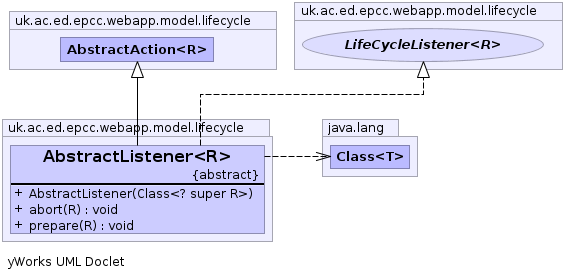 uk.ac.ed.epcc.webapp.model.lifecycle
AbstractAction<R>
uk.ac.ed.epcc.webapp.model.lifecycle
LifeCycleListener<R>
uk.ac.ed.epcc.webapp.model.lifecycle
AbstractListener<R>
{abstract}
+ AbstractListener(Class<? super R>)
+ abort(R) : void
+ prepare(R) : void
java.lang
Class<T>
yWorks UML Doclet